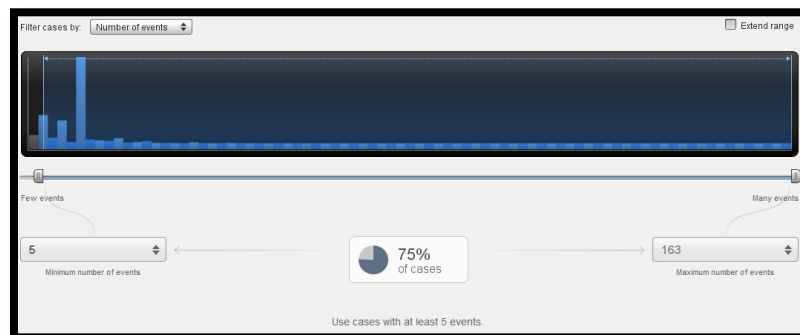 Filter cases by: Number of events
Extend range
Few events
Many events
5
75%
of cases
163
Minimum number of events
Maximum number of events
Use cases with at least 5 events.